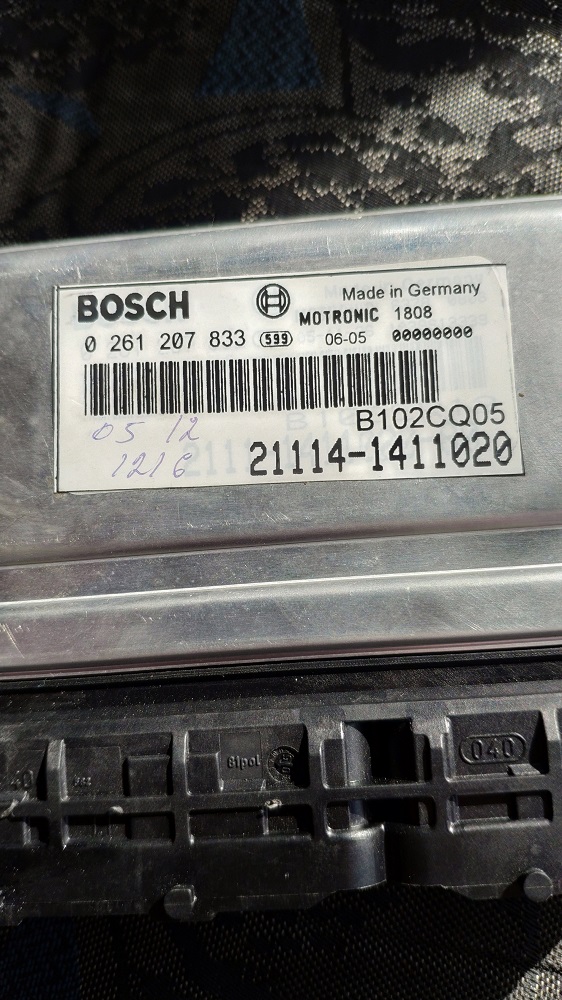 BOSCH
Made in Germany
MOTRONIC 1808
0 261 207 833 599 06-05 00000000
B102CQ05
05 12
1216 21114-1411020
040